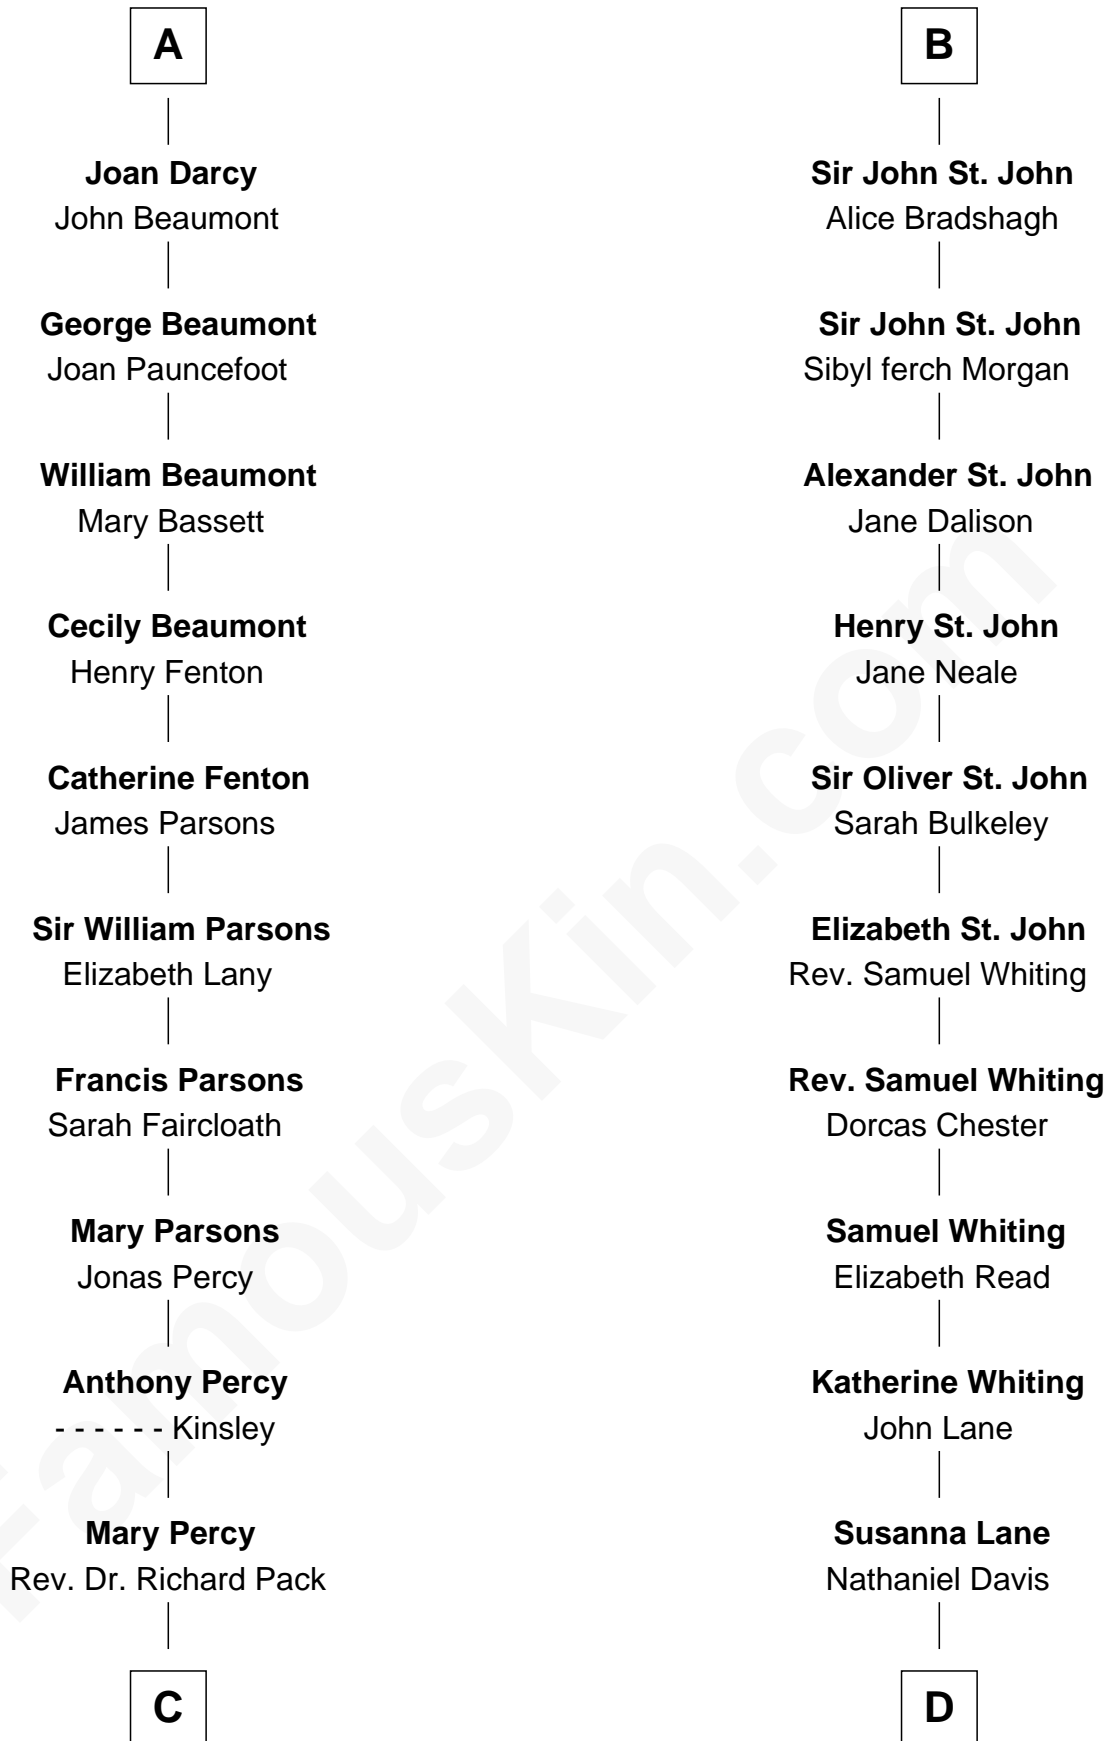 A
Joan Darcy
John Beaumont
George Beaumont
Joan Pauncefoot
William Beaumont
Mary Bassett
Cecily Beaumont
Henry Fenton
Catherine Fenton
James Parsons
Sir William Parsons
Elizabeth Lany
Francis Parsons
Sarah Faircloath
Mary Parsons
Jonas Percy
Anthony Percy
- - - - - - Kinsley
Mary Percy
Rev. Dr. Richard Pack
C
B
Sir John St. John
Alice Bradshagh
Sir John St. John
Sibyl ferch Morgan
Alexander St. John
Jane Dalison
Henry St. John
Jane Neale
Sir Oliver St. John
Sarah Bulkeley
Elizabeth St. John
Rev. Samuel Whiting
Rev. Samuel Whiting
Dorcas Chester
Samuel Whiting
Elizabeth Read
Katherine Whiting
John Lane
Susanna Lane
Nathaniel Davis
D
FamousKin.com